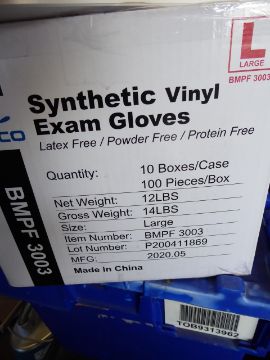 L
LARGE
BMPF 3003
Synthetic Vinyl
Exam Gloves
Latex Free / Powder Free / Protein Free
Quantity: 10 Boxes/Case
100 Pieces/Box
Net Weight: 12LBS
Gross Weight: 14LBS
Size: Large
Item Number: BMPF 3003
Lot Number: P200411869
MFG. 2020.05
Made In China
BMPF 3003
TOB9313962